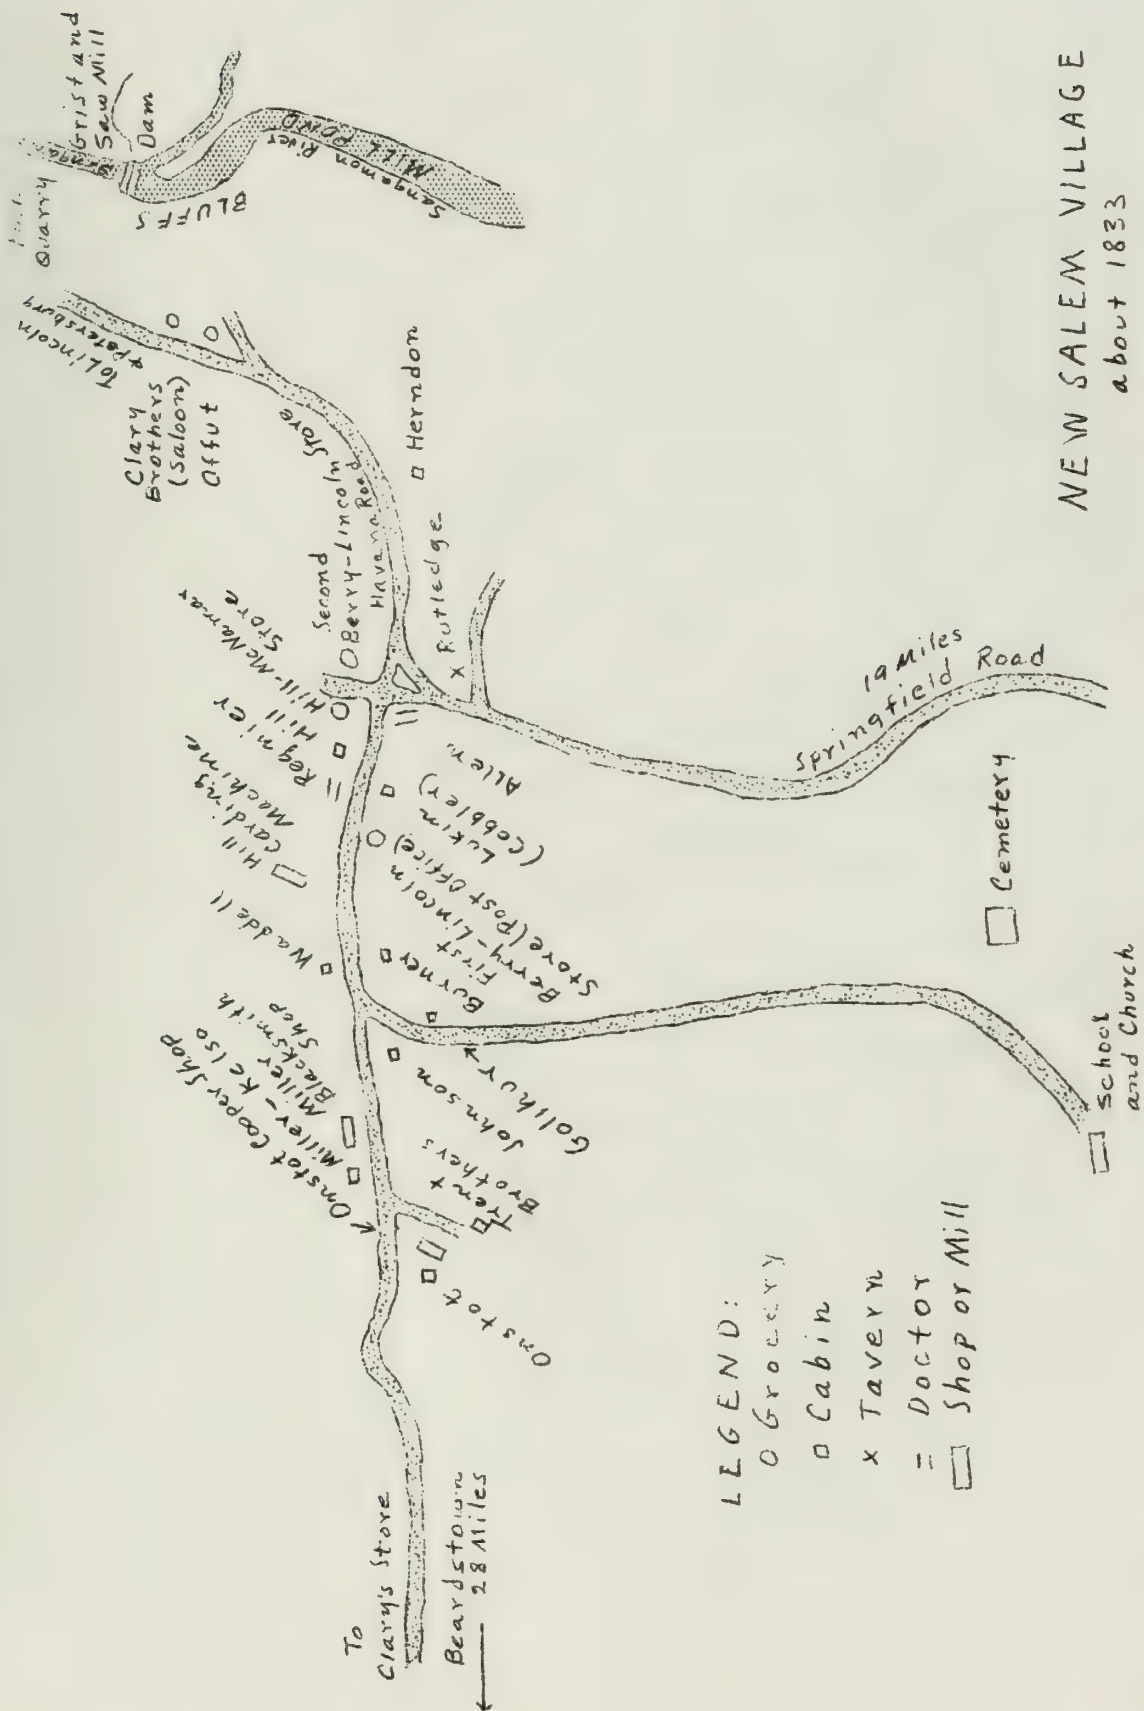 Quarry
Grist and
Saw Mill
Dam
BLUFFS
MILL POND
Sangamon River
To Lincoln
& Petersburg
Clary
Brothers
(Saloon)
Offut
Second
Berry-Lincoln Store
Havana Road
Herndon
Rutledge
Hill-McNamar
Store
Hill
Regnier
Hill
Carding
Machine
Waddell
Miller
Blacksmith
Shop
Miller-Kelso
Onstot Cooper Shop
Allen
Lukim
(Cobbler)
First
Berry-Lincoln
Store (Post Office)
Burner
Golshur
Johnson
Trent
Brothers
Onstot
19 Miles
Springfield Road
Cemetery
School
and Church
To
Clary's Store
Beardstown
28 Miles
LEGEND:
O Grocery
□ Cabin
x Tavern
= Doctor
▭ Shop or Mill
NEW SALEM VILLAGE
about 1833